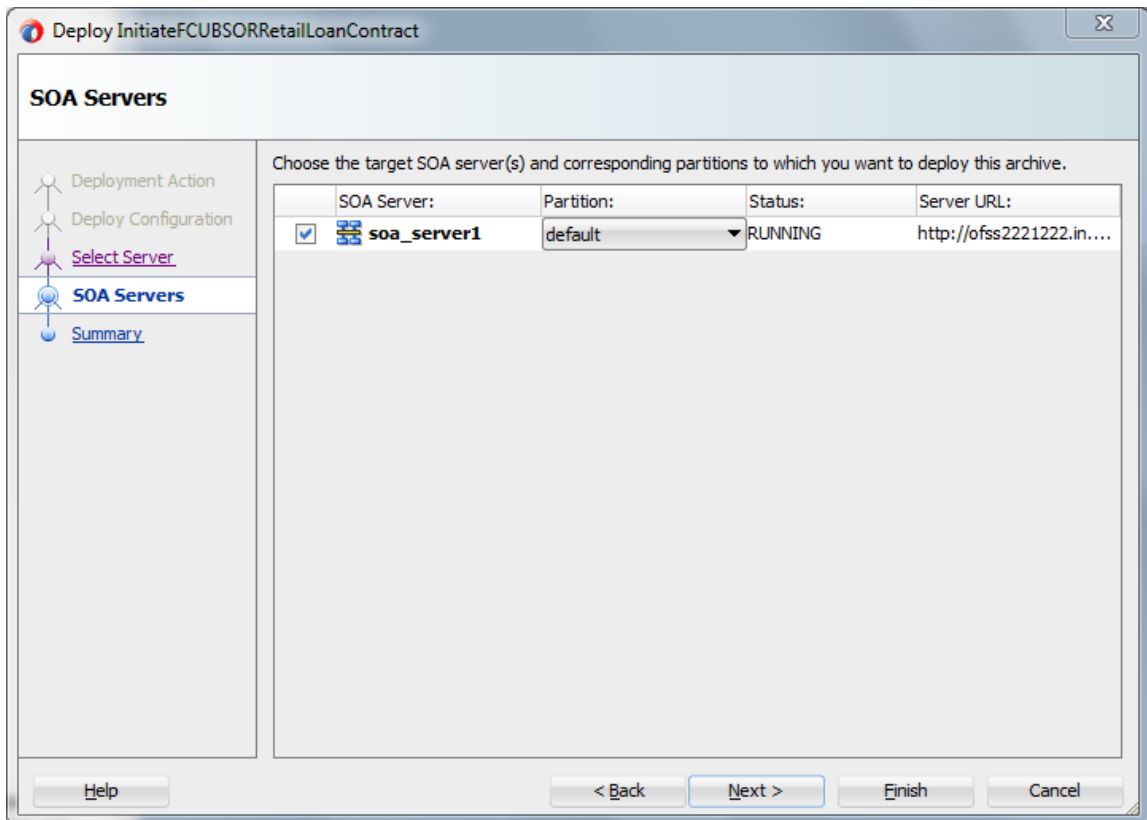 Deploy InitiateFCUBSORRetailLoanContract
SOA Servers
Deployment Action
Deploy Configuration
Select Server
SOA Servers
Summary
Choose the target SOA server(s) and corresponding partitions to which you want to deploy this archive.
SOA Server: Partition: Status: Server URL:
soa_server1 default RUNNING http://ofss2221222.in....
Help < Back Next > Finish Cancel